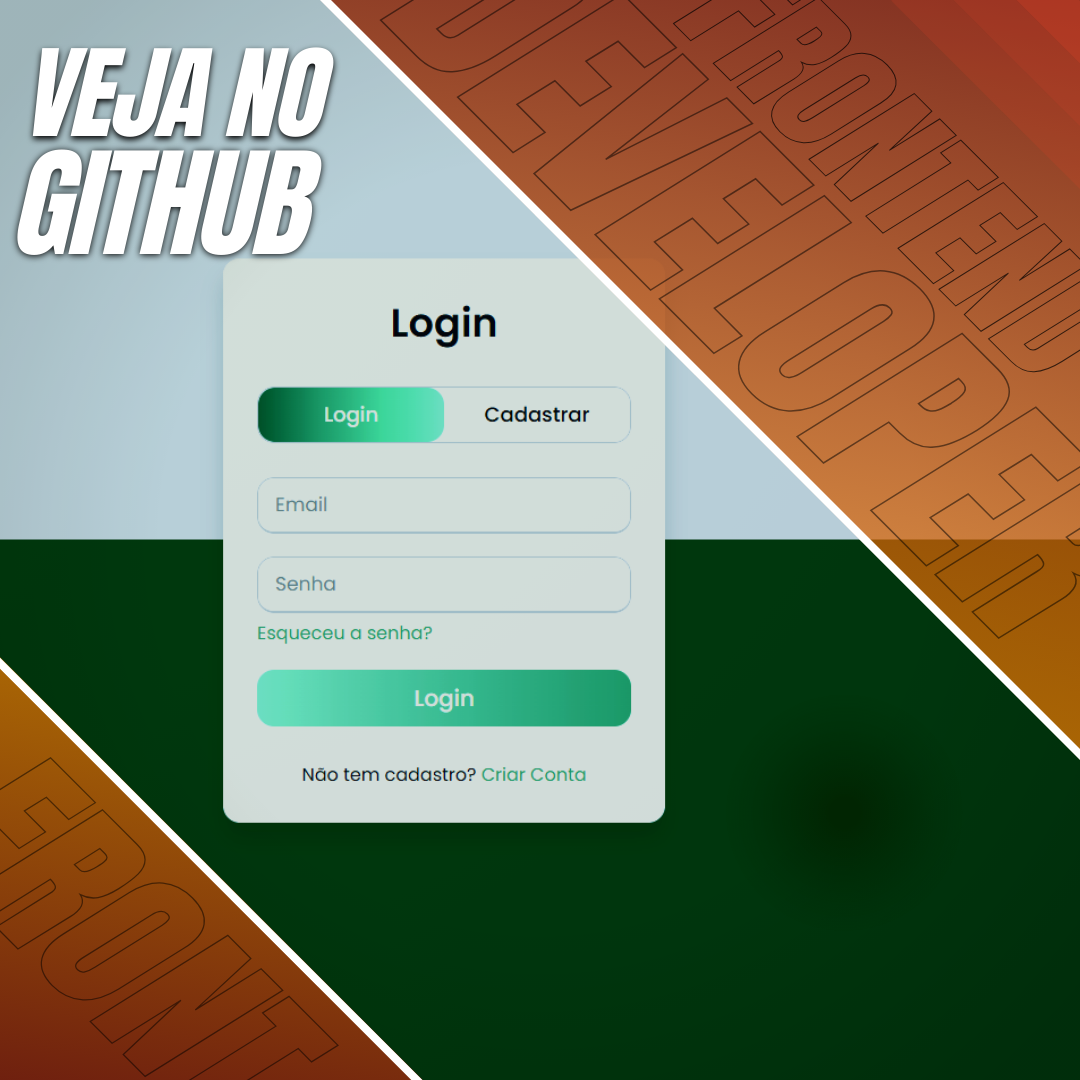 VEJA NO
GITHUB
FRONTEND
DEVELOPER
Login
Login
Cadastrar
Email
Senha
Esqueceu a senha?
Login
Não tem cadastro? Criar Conta
FRONT